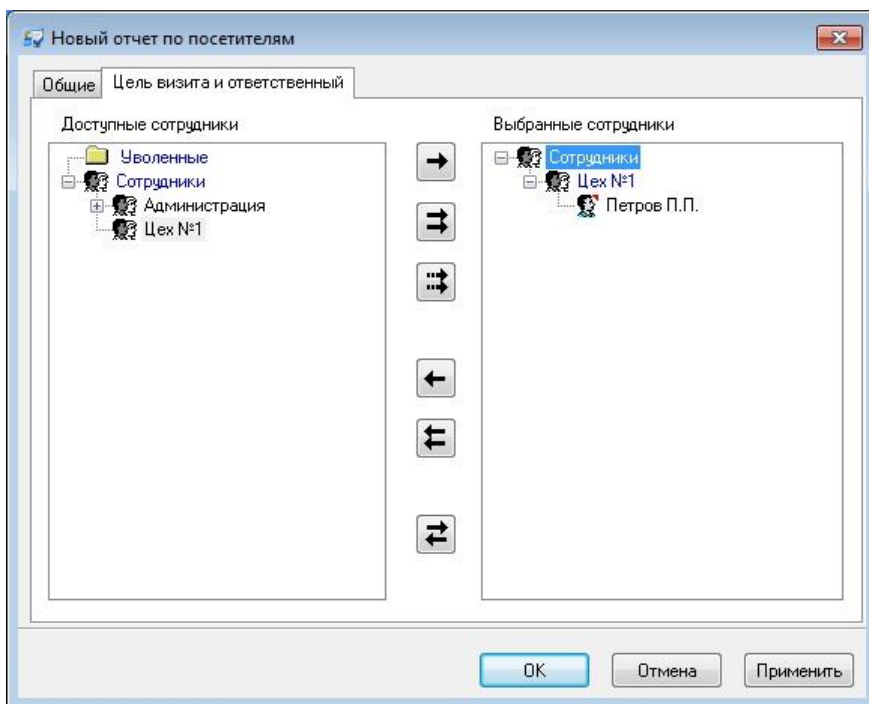 Новый отчет по посетителям
Общие
Цель визита и ответственный
Доступные сотрудники
Уволенные
Сотрудники
Администрация
Цех №1
Выбранные сотрудники
Сотрудники
Цех №1
Петров П.П.
OK
Отмена
Применить